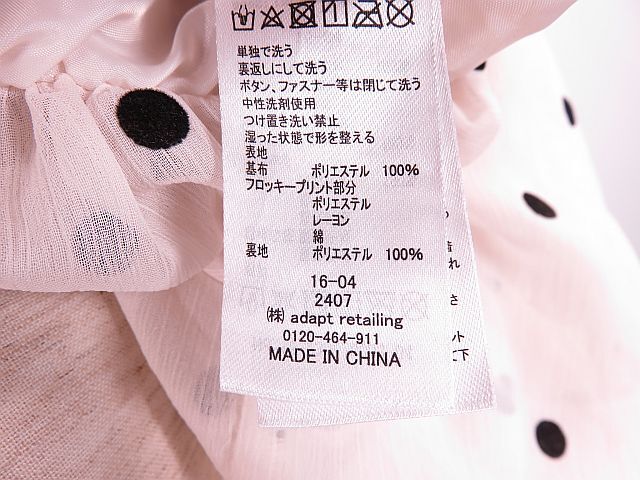 単独で洗う
裏返しにして洗う
ボタン、ファスナー等は閉じて洗う
中性洗剤使用
つけ置き洗い禁止
湿った状態で形を整える
表地
基布 ポリエステル 100%
フロッキープリント部分
ポリエステル
レーヨン
綿
裏地 ポリエステル 100%
16-04
2407
㈱ adapt retailing
0120-464-911
MADE IN CHINA